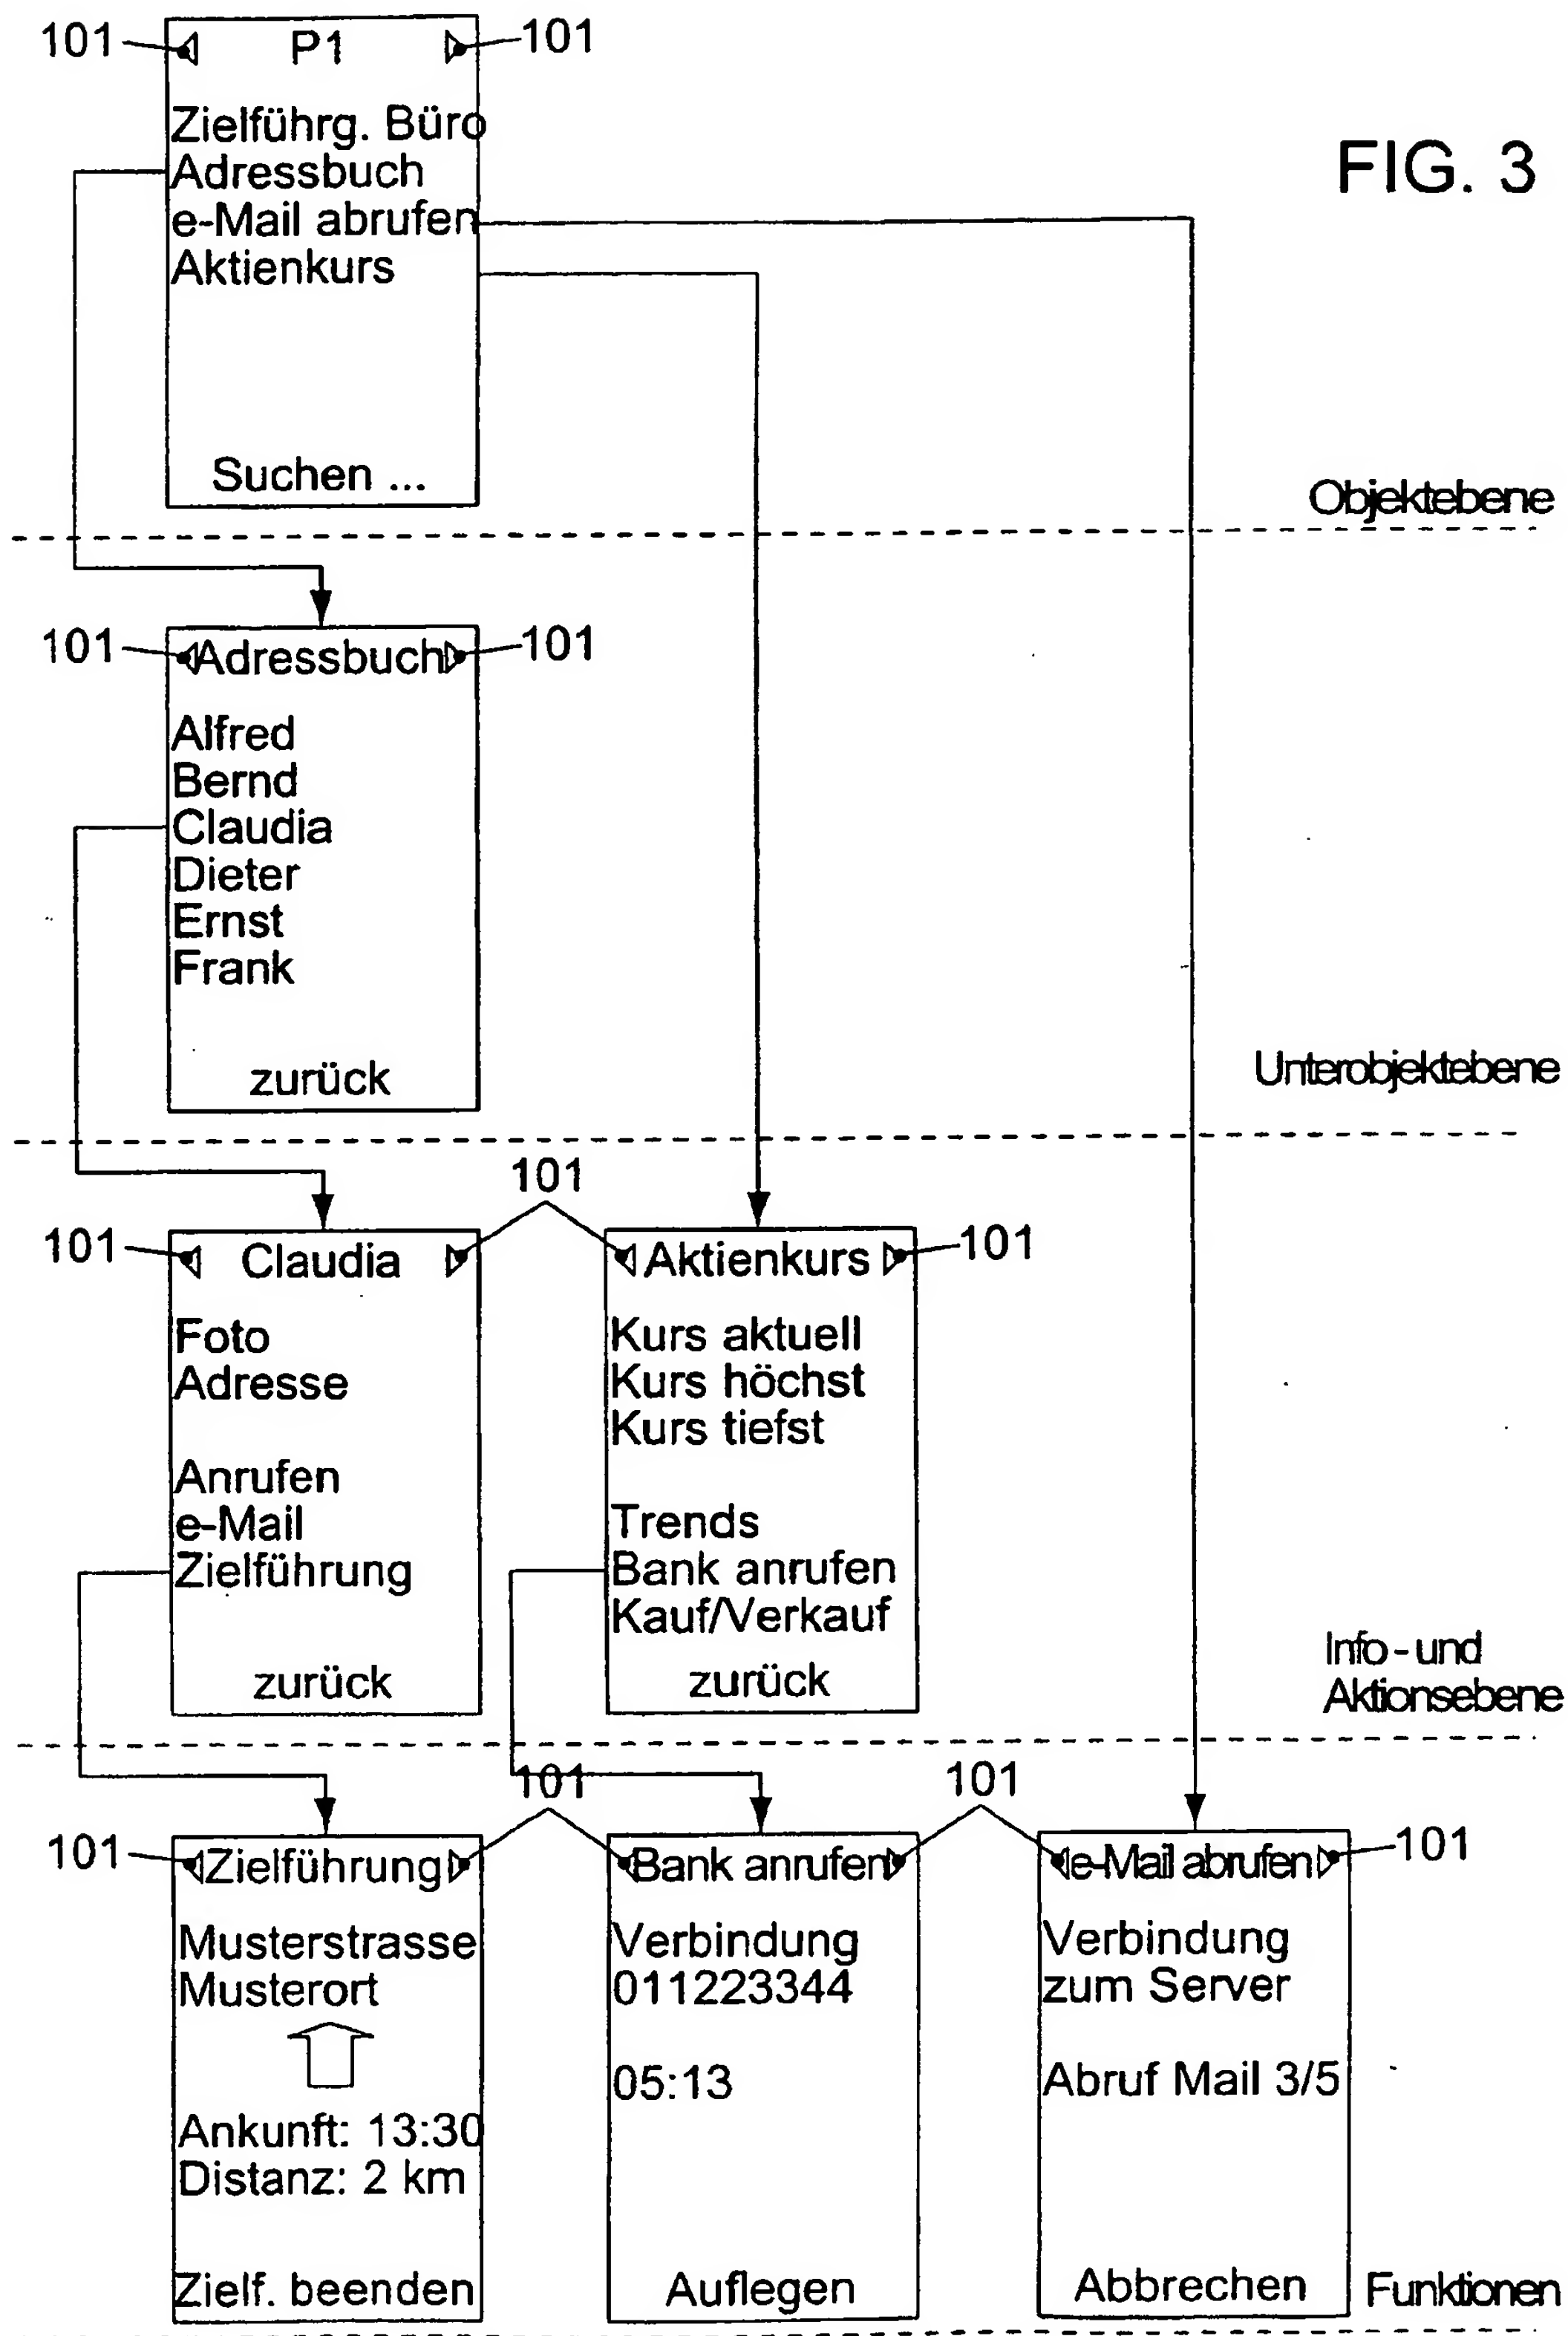 101
P1
101
FIG. 3
Zielführg. Büro
Adressbuch
e-Mail abrufen
Aktienkurs
Suchen ...
Objektebene
101
Adressbuch
101
Alfred
Bernd
Claudia
Dieter
Ernst
Frank
zurück
Unterobjektebene
101
101
Claudia
Foto
Adresse
Anrufen
e-Mail
Zielführung
zurück
Aktienkurs
101
Kurs aktuell
Kurs höchst
Kurs tiefst
Trends
Bank anrufen
Kauf/Verkauf
zurück
Info - und
Aktionsebene
101
101
101
Zielführung
Musterstrasse
Musterort
Ankunft: 13:30
Distanz: 2 km
Zielf. beenden
Bank anrufen
Verbindung
011223344
05:13
Auflegen
e-Mail abrufen
101
Verbindung
zum Server
Abruf Mail 3/5
Abbrechen
Funktionen